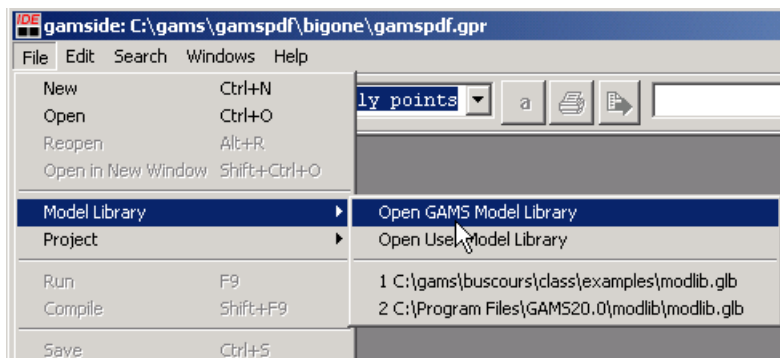 IDE gamside: C:\gams\gamspdf\bigone\gamspdf.gpr
File Edit Search Windows Help
New Ctrl+N
ly points a
Open Ctrl+O
Reopen Alt+R
Open in New Window Shift+Ctrl+O
Model Library Open GAMS Model Library
Project Open User Model Library
Run F9 1 C:\gams\buscours\class\examples\modlib.glb
Compile Shift+F9 2 C:\Program Files\GAMS20.0\modlib\modlib.glb
Save Ctrl+S